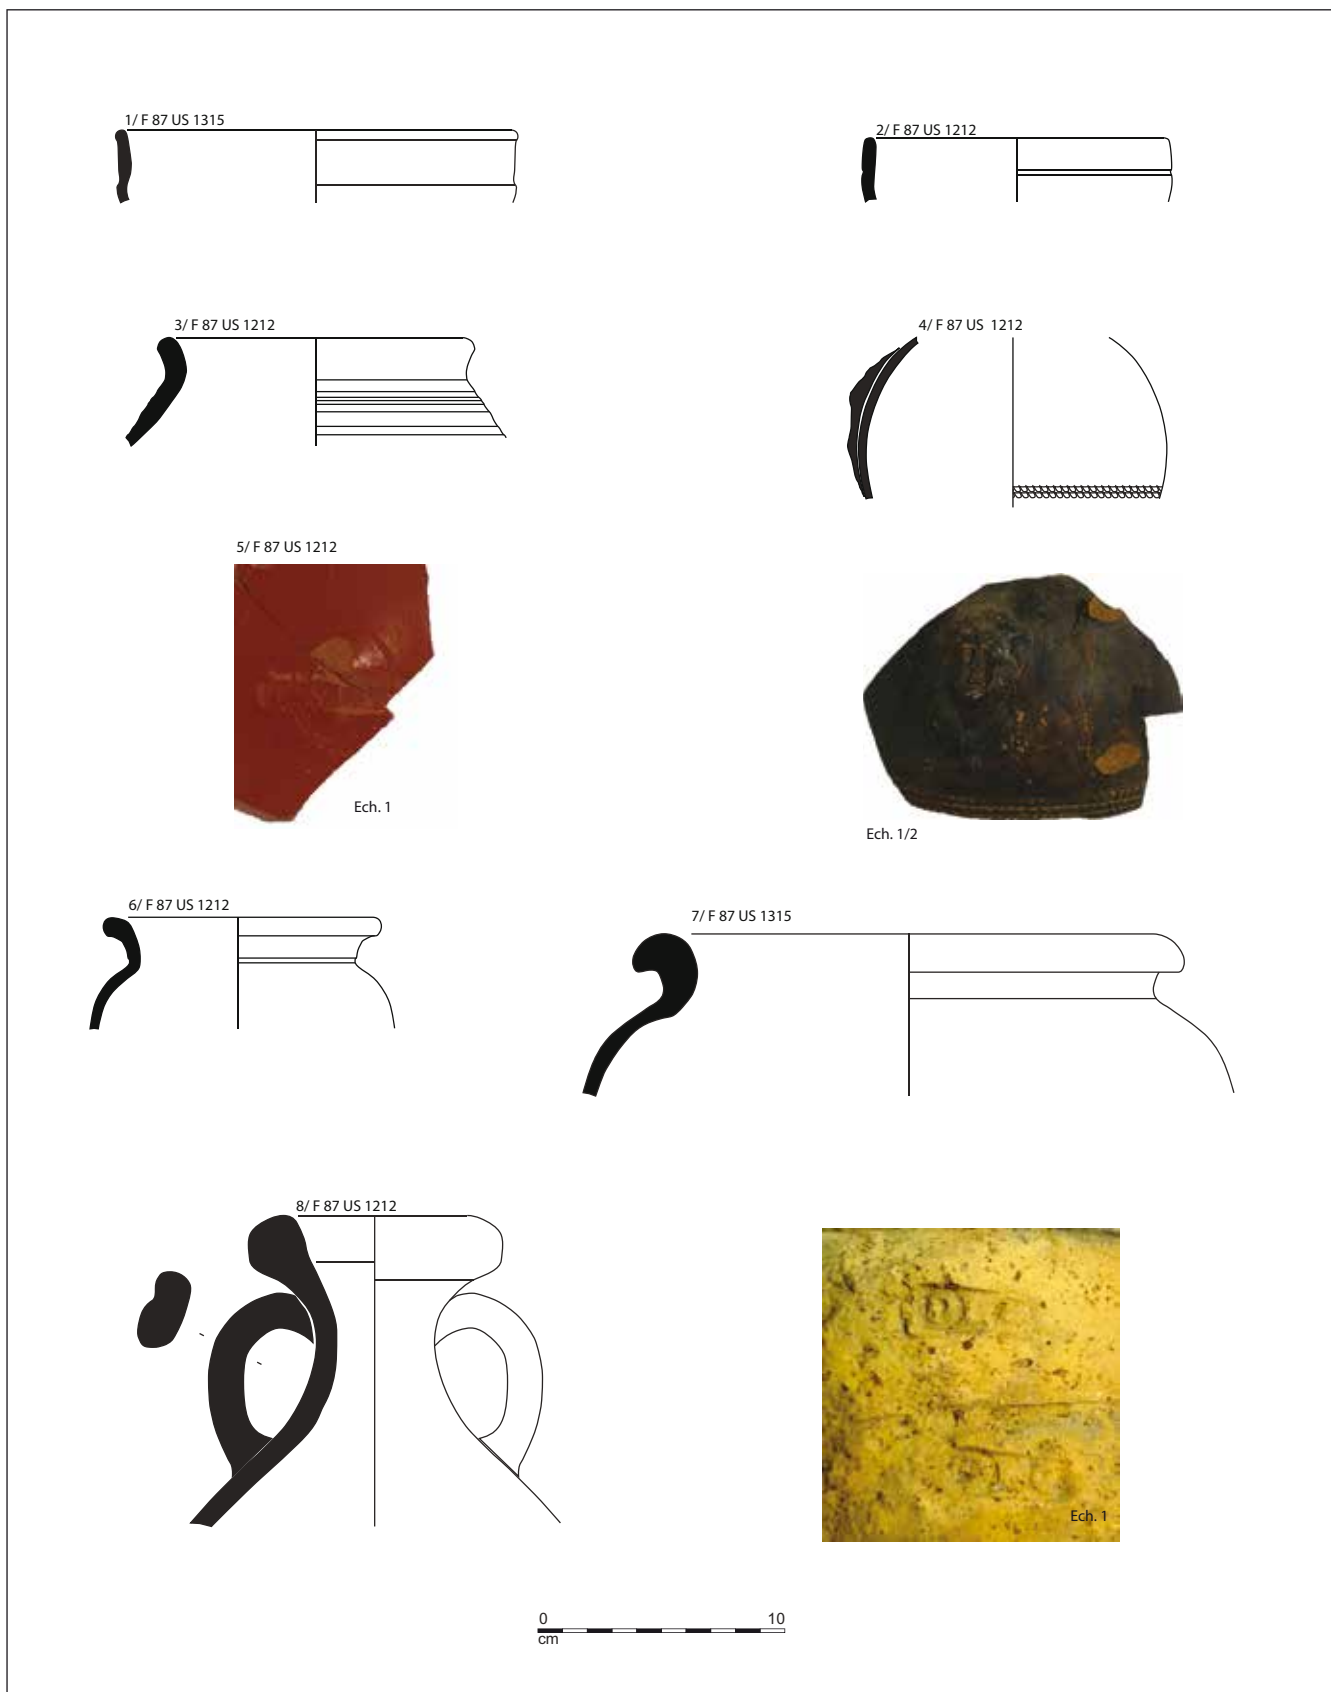 1/ F 87 US 1315
2/ F 87 US 1212
3/ F 87 US 1212
4/ F 87 US 1212
5/ F 87 US 1212
Ech. 1
Ech. 1/2
6/ F 87 US 1212
7/ F 87 US 1315
8/ F 87 US 1212
Ech. 1
0 10
cm